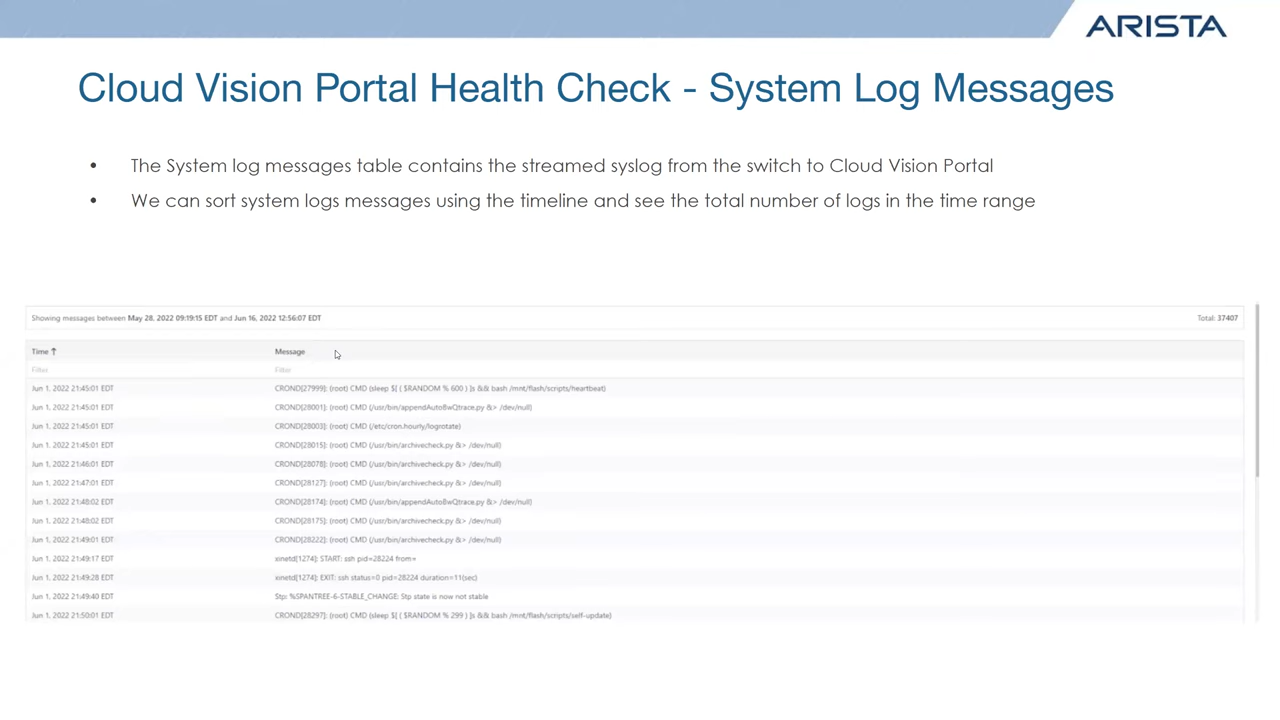 ARISTA
Cloud Vision Portal Health Check - System Log Messages
• The System log messages table contains the streamed syslog from the switch to Cloud Vision Portal
• We can sort system logs messages using the timeline and see the total number of logs in the time range
Showing messages between May 28, 2022 09:19:15 EDT and Jun 16, 2022 12:56:07 EDT Total: 37407
Time ↑ Message
Filter Filter
Jun 1, 2022 21:45:01 EDT CROND[27999]: (root) CMD (sleep $[ ( $RANDOM % 600 ) ]s && bash /mnt/flash/scripts/heartbeat)
Jun 1, 2022 21:45:01 EDT CROND[28001]: (root) CMD (/usr/bin/appendAutoBwQtrace.py &> /dev/null)
Jun 1, 2022 21:45:01 EDT CROND[28003]: (root) CMD (/etc/cron.hourly/logrotate)
Jun 1, 2022 21:45:01 EDT CROND[28015]: (root) CMD (/usr/bin/archivecheck.py &> /dev/null)
Jun 1, 2022 21:46:01 EDT CROND[28078]: (root) CMD (/usr/bin/archivecheck.py &> /dev/null)
Jun 1, 2022 21:47:01 EDT CROND[28127]: (root) CMD (/usr/bin/archivecheck.py &> /dev/null)
Jun 1, 2022 21:48:02 EDT CROND[28174]: (root) CMD (/usr/bin/appendAutoBwQtrace.py &> /dev/null)
Jun 1, 2022 21:48:02 EDT CROND[28175]: (root) CMD (/usr/bin/archivecheck.py &> /dev/null)
Jun 1, 2022 21:49:01 EDT CROND[28222]: (root) CMD (/usr/bin/archivecheck.py &> /dev/null)
Jun 1, 2022 21:49:17 EDT xinetd[1274]: START: ssh pid=28224 from=
Jun 1, 2022 21:49:28 EDT xinetd[1274]: EXIT: ssh status=0 pid=28224 duration=11(sec)
Jun 1, 2022 21:49:40 EDT Stp: %SPANTREE-6-STABLE_CHANGE: Stp state is now not stable
Jun 1, 2022 21:50:01 EDT CROND[28297]: (root) CMD (sleep $[ ( $RANDOM % 299 ) ]s && bash /mnt/flash/scripts/self-update)